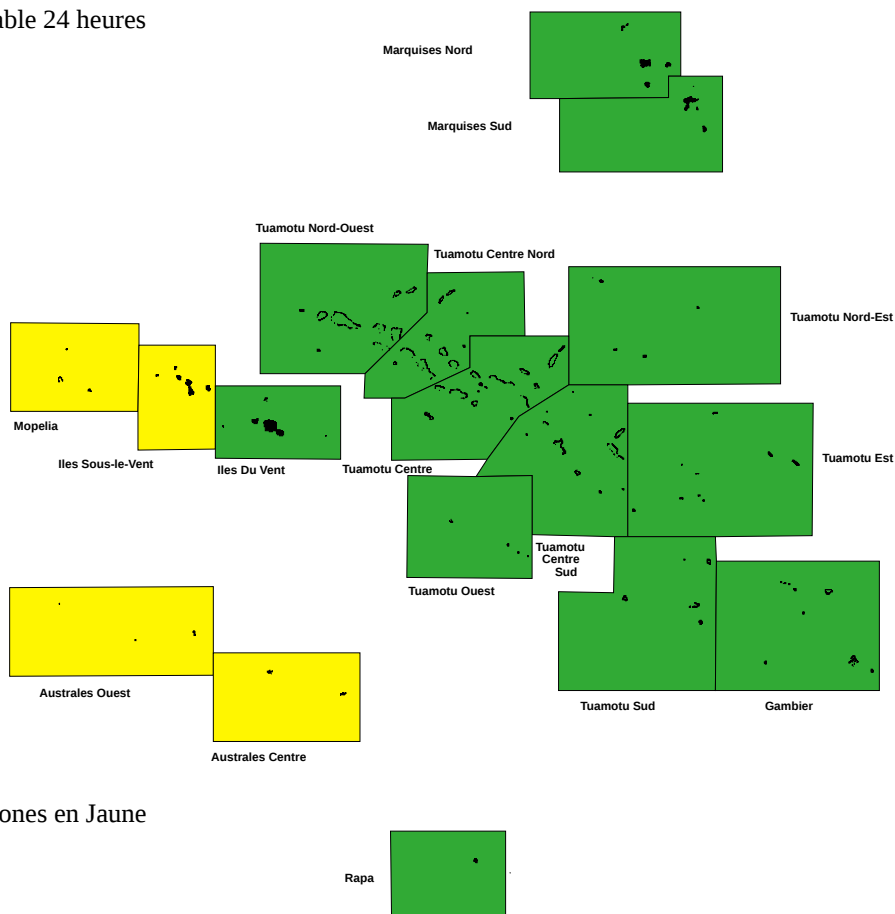 able 24 heures
Marquises Nord
Marquises Sud
Tuamotu Nord-Ouest
Tuamotu Centre Nord
Tuamotu Nord-Est
Mopelia
Iles Sous-le-Vent
Iles Du Vent
Tuamotu Centre
Tuamotu Est
Tuamotu
Centre
Sud
Tuamotu Ouest
Australes Ouest
Tuamotu Sud
Gambier
Australes Centre
ones en Jaune
Rapa